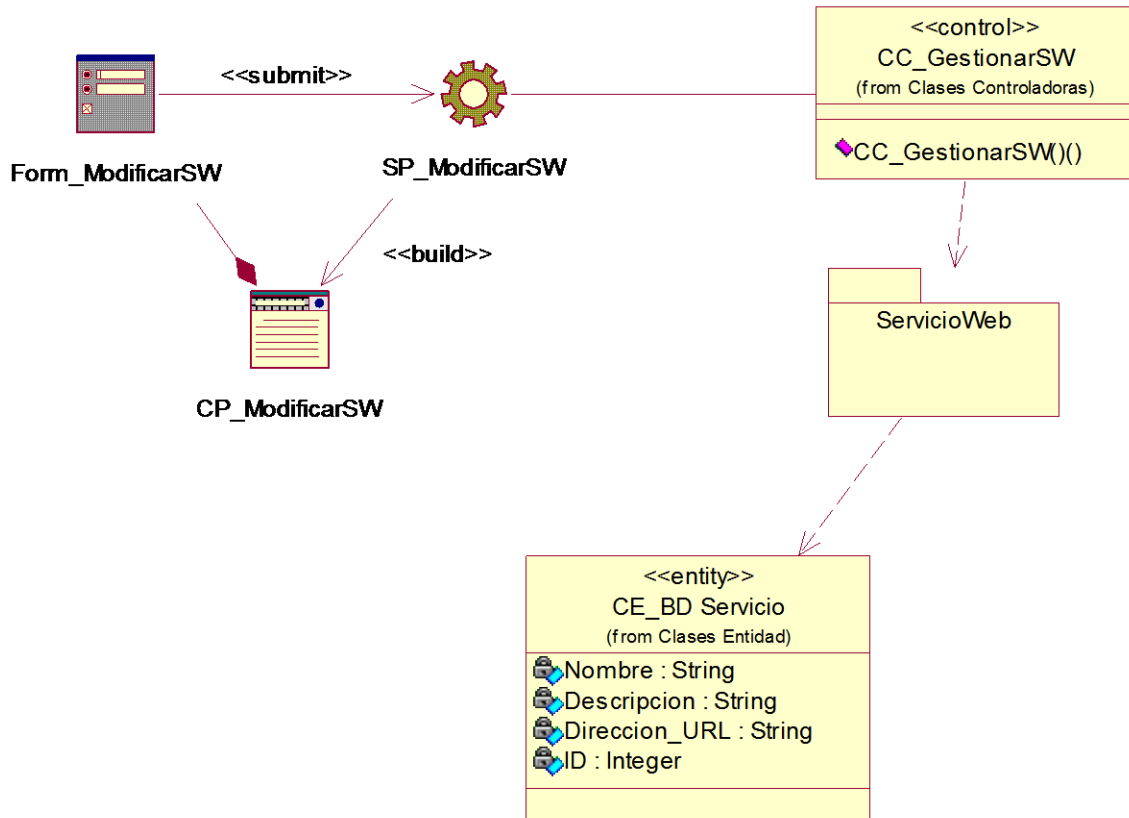 <<submit>>
Form_ModificarSW
SP_ModificarSW
<<build>>
CP_ModificarSW
<<control>>
CC_GestionarSW
(from Clases Controladoras)
CC_GestionarSW()()
ServicioWeb
<<entity>>
CE_BD Servicio
(from Clases Entidad)
Nombre : String
Descripcion : String
Direccion_URL : String
ID : Integer